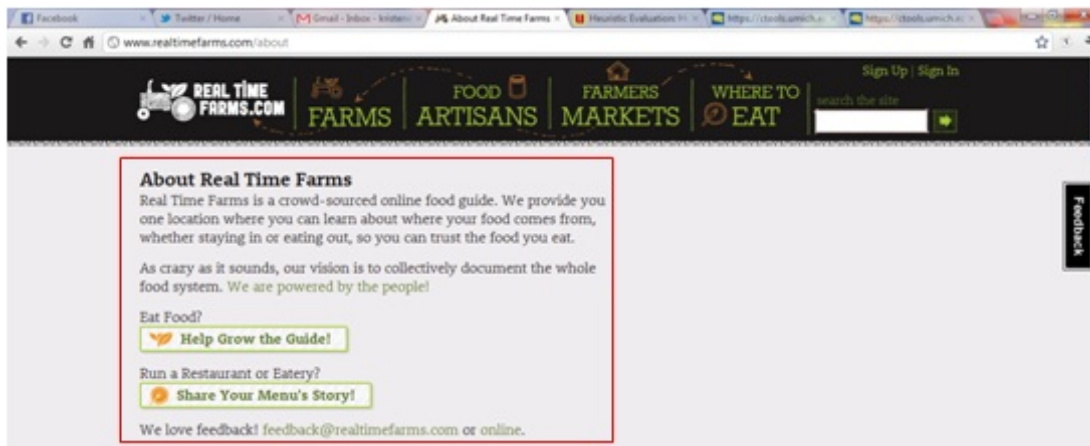 Facebook
Twitter / Home
Gmail - Inbox - kristen
About Real Time Farms
Heuristic Evaluation:
https://ctools.umich.e
https://ctools.umich.e
www.realtimefarms.com/about
Sign Up | Sign In
REAL TIME
FARMS.COM
FARMS
FOOD
ARTISANS
FARMERS
MARKETS
WHERE TO
EAT
search the site
About Real Time Farms
Real Time Farms is a crowd-sourced online food guide. We provide you
one location where you can learn about where your food comes from,
whether staying in or eating out, so you can trust the food you eat.
As crazy as it sounds, our vision is to collectively document the whole
food system. We are powered by the people!
Eat Food?
Help Grow the Guide!
Run a Restaurant or Eatery?
Share Your Menu's Story!
We love feedback! feedback@realtimefarms.com or online.
Feedback